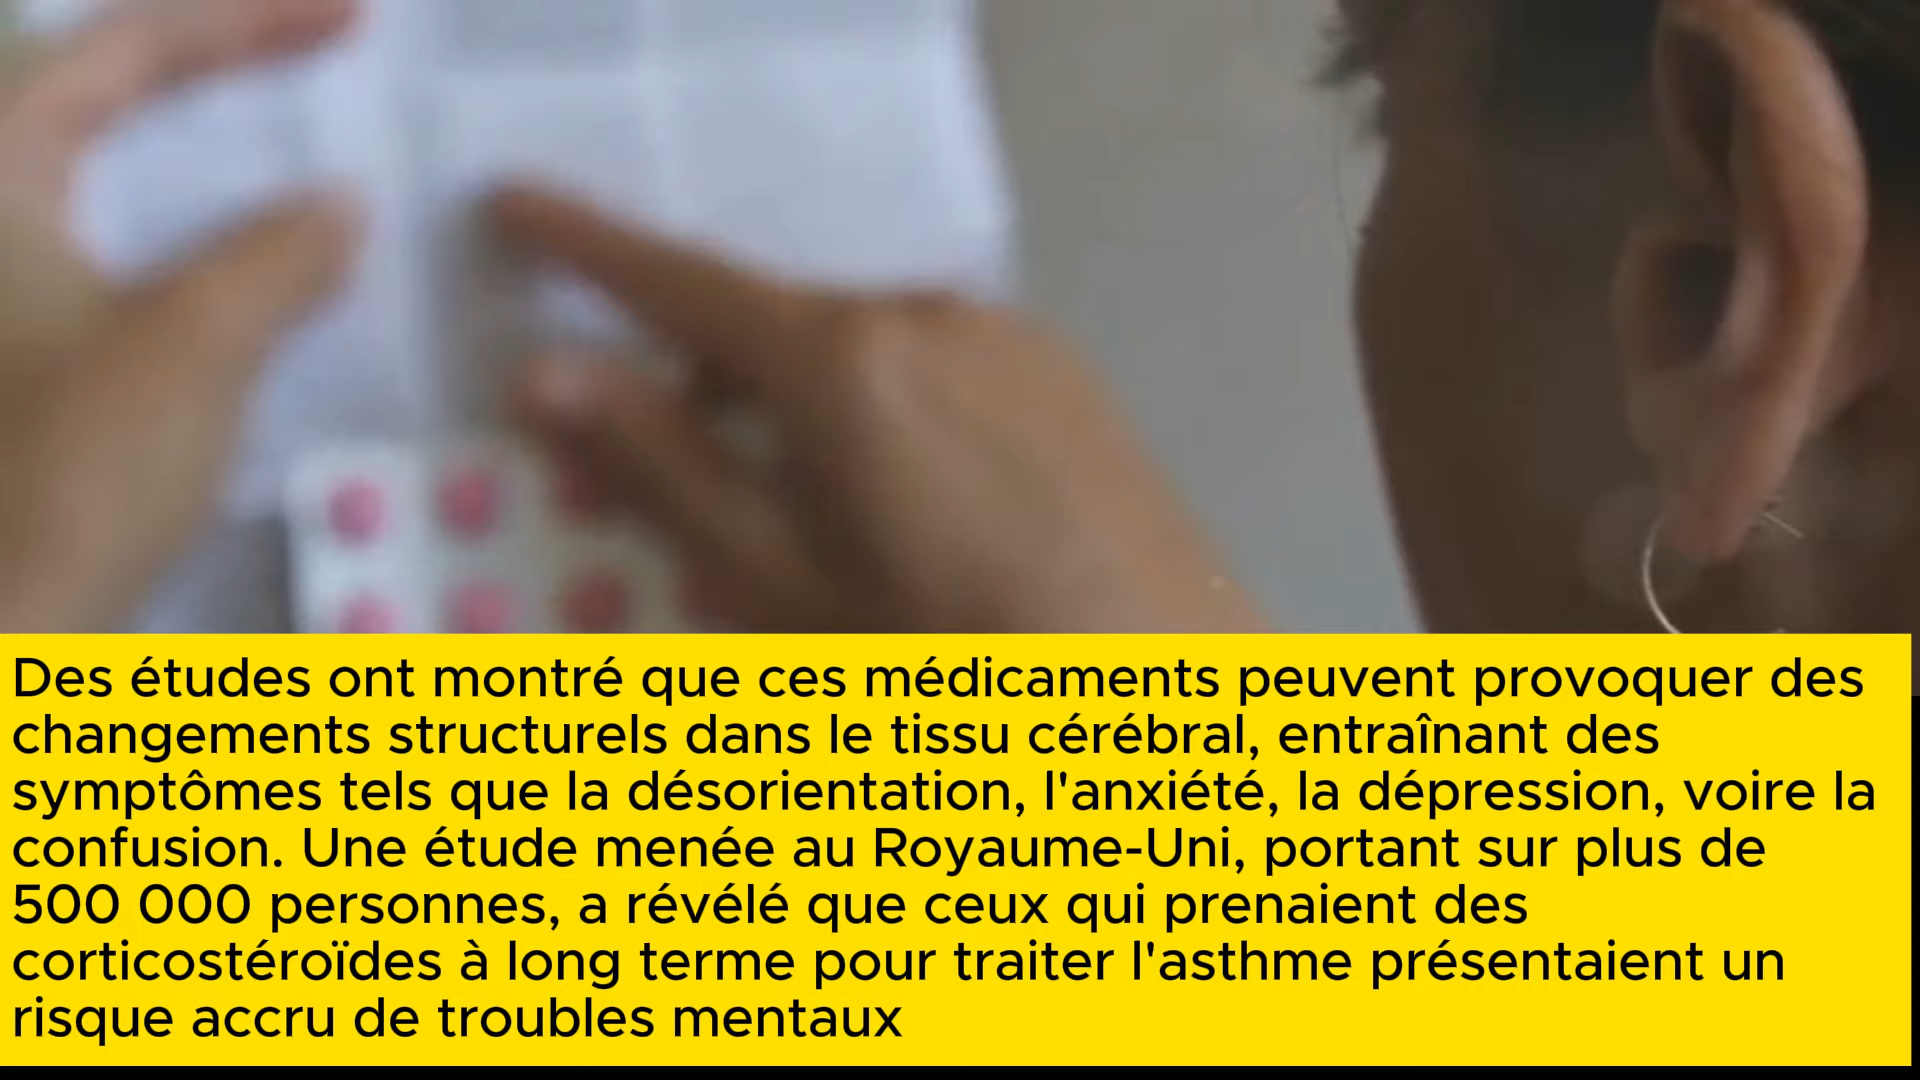 Des études ont montré que ces médicaments peuvent provoquer des
changements structurels dans le tissu cérébral, entraînant des
symptômes tels que la désorientation, l'anxiété, la dépression, voire la
confusion. Une étude menée au Royaume-Uni, portant sur plus de
500 000 personnes, a révélé que ceux qui prenaient des
corticostéroïdes à long terme pour traiter l'asthme présentaient un
risque accru de troubles mentaux